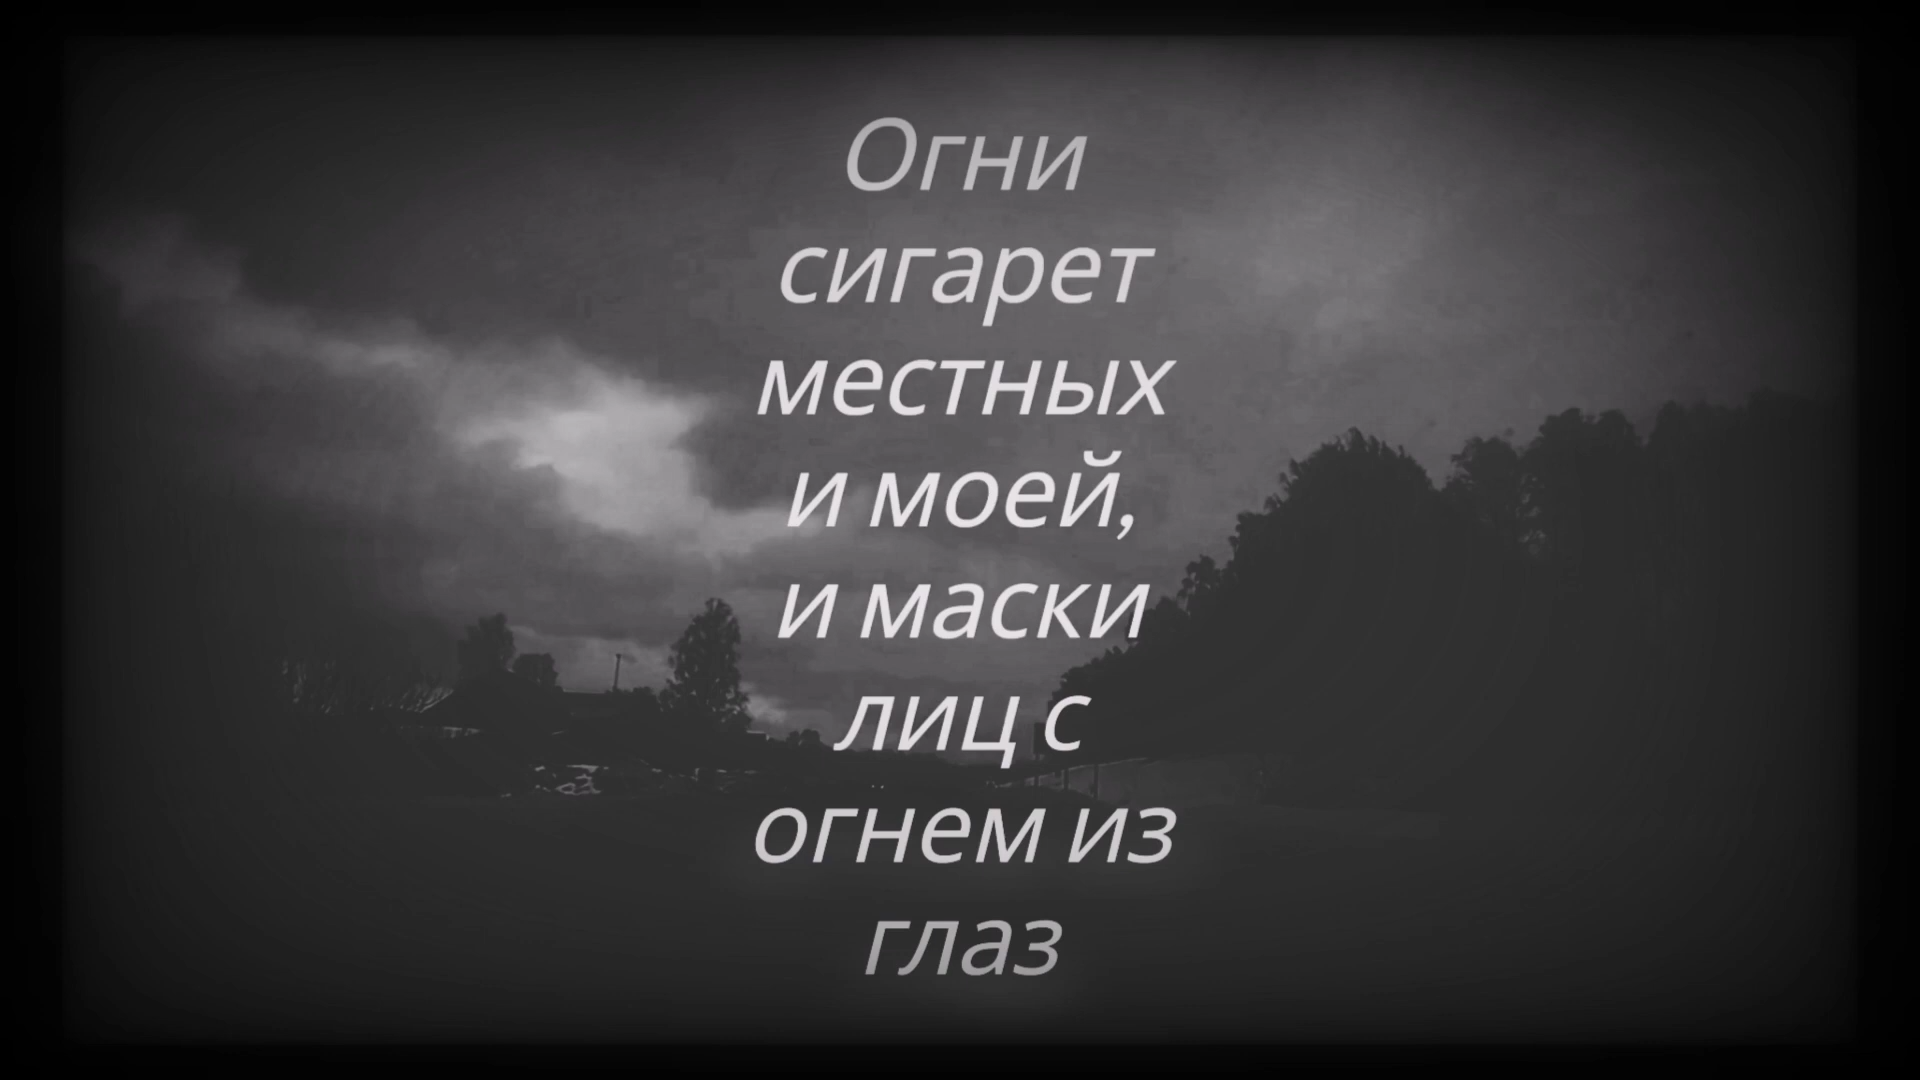 Огни
сигарет
местных
и моей,
и маски
лиц с
огнем из
глаз